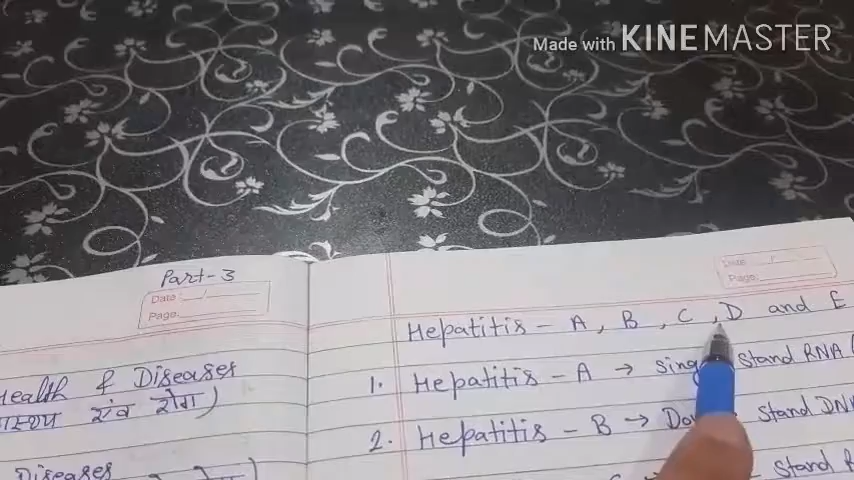 Made with KINEMASTER
Part-3
Date :
Page
Health & Diseases
रोग)
Diseases
Date
Page
Hepatitis - A, B, C, D and E
1. Hepatitis - A → sing stand RNA (
2. Hepatitis - B → Do stand DN
stand R